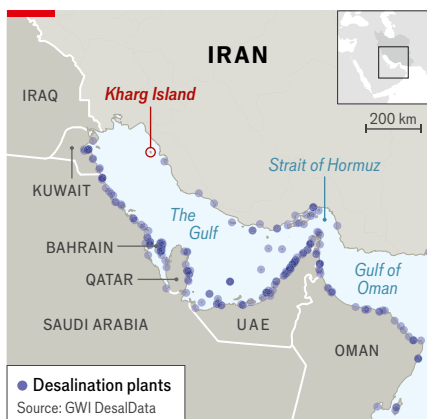 IRAN
IRAQ
Kharg Island
200 km
Strait of Hormuz
KUWAIT
The
Gulf
BAHRAIN
Gulf of
Oman
QATAR
SAUDI ARABIA
UAE
OMAN
Desalination plants
Source: GWI DesalData